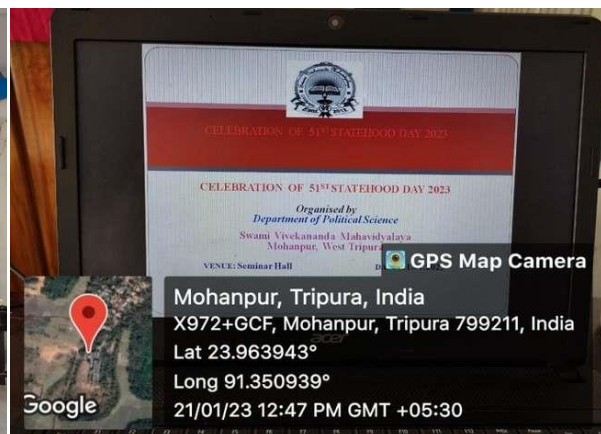 CELEBRATION OF 51ST STATEHOOD DAY 2023
CELEBRATION OF 51ST STATEHOOD DAY 2023
Organised by
Department of Political Science
Swami Vivekananda Mahavidyalaya
Mohanpur, West Tripura
VENUE: Seminar Hall
GPS Map Camera
Mohanpur, Tripura, India
X972+GCF, Mohanpur, Tripura 799211, India
Lat 23.963943°
Long 91.350939°
21/01/23 12:47 PM GMT +05:30
Google
acer